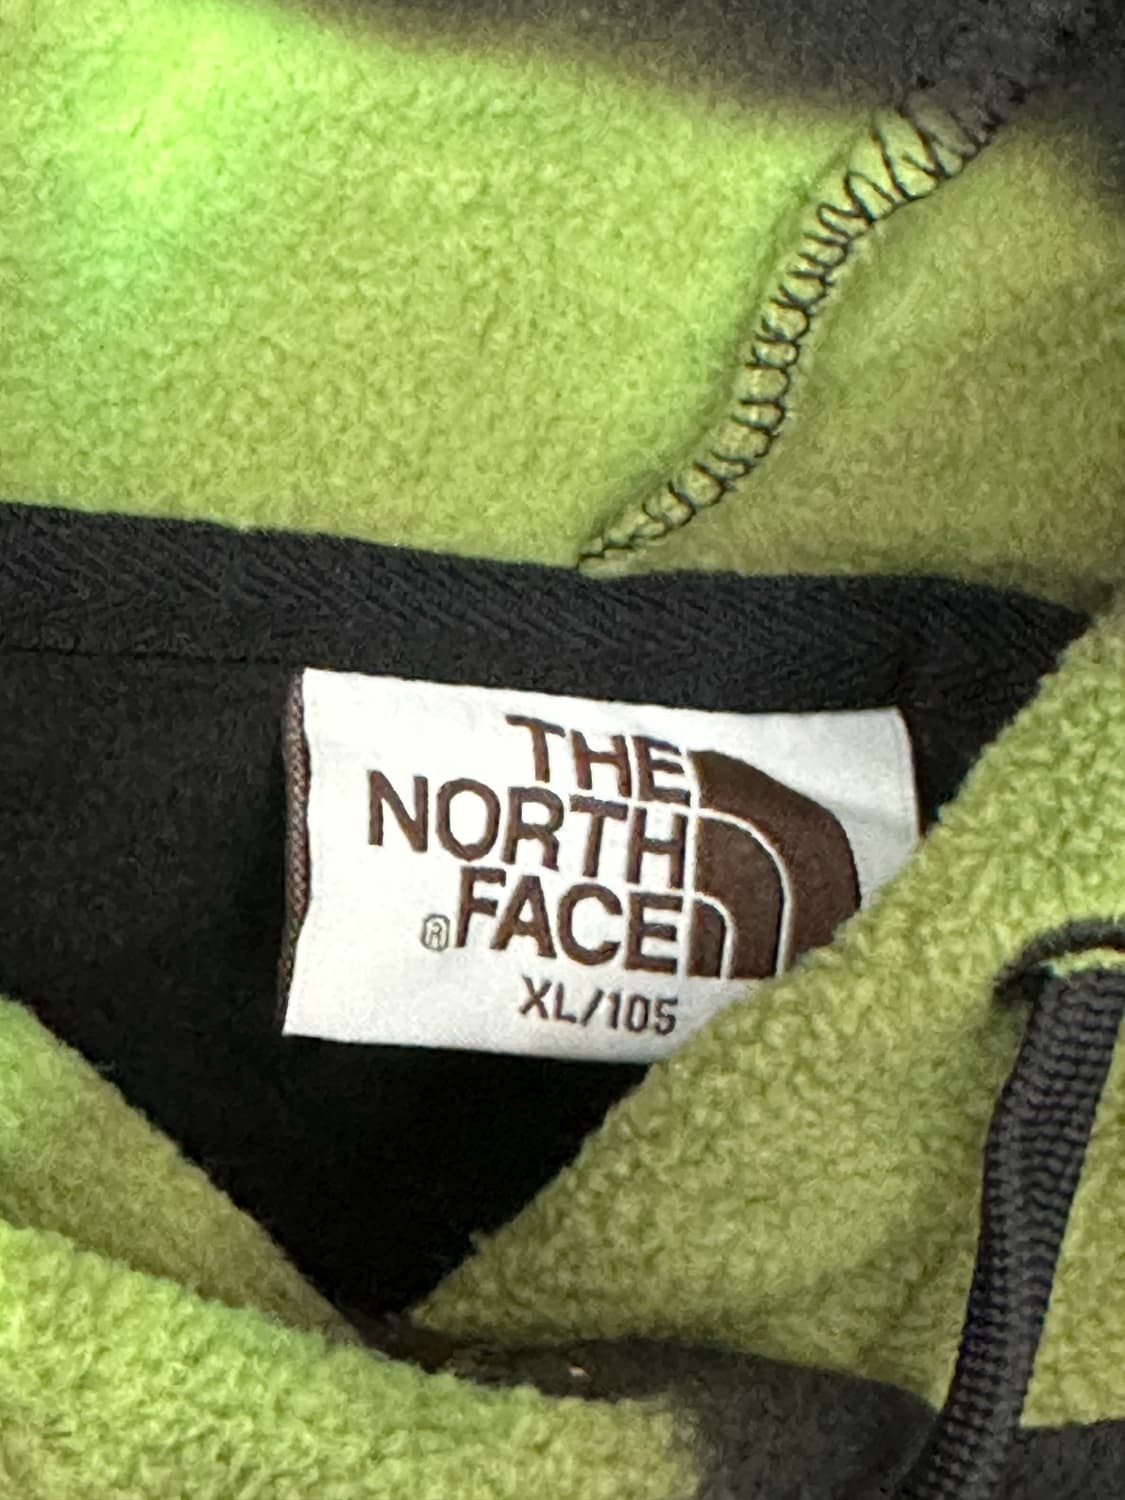 THE
NORTH
®FACE
XL/105